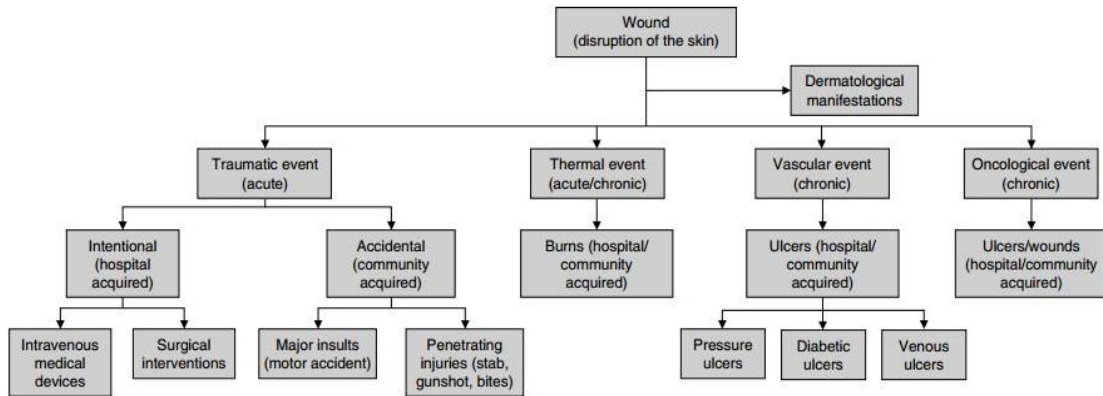 Wound
(disruption of the skin)
Dermatological
manifestations
Traumatic event
(acute)
Thermal event
(acute/chronic)
Vascular event
(chronic)
Oncological event
(chronic)
Intentional
(hospital
acquired)
Accidental
(community
acquired)
Burns (hospital/
community
acquired)
Ulcers (hospital/
community
acquired)
Ulcers/wounds
(hospital/community
acquired)
Intravenous
medical
devices
Surgical
interventions
Major insults
(motor accident)
Penetrating
injuries (stab,
gunshot, bites)
Pressure
ulcers
Diabetic
ulcers
Venous
ulcers